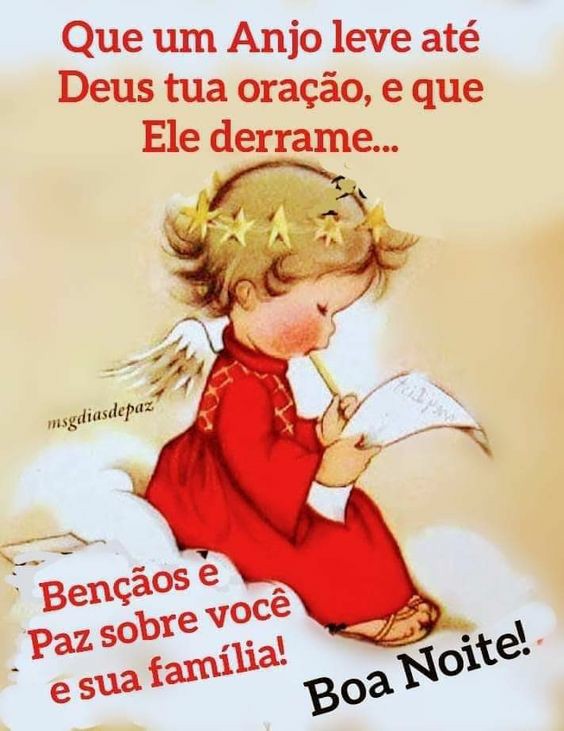 Que um Anjo leve até
Deus tua oração, e que
Ele derrame...
msgdiasdepaz
Bençãos e
Paz sobre você
e sua família!
Boa Noite!